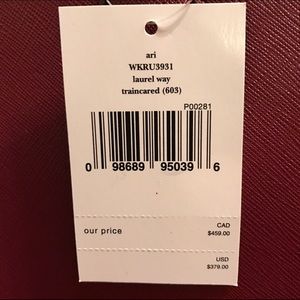 ari
WKRU3931
laurel way
traincared (603)
P00281
0 98689 95039 6
our price
CAD
$459.00
USD
$379.00